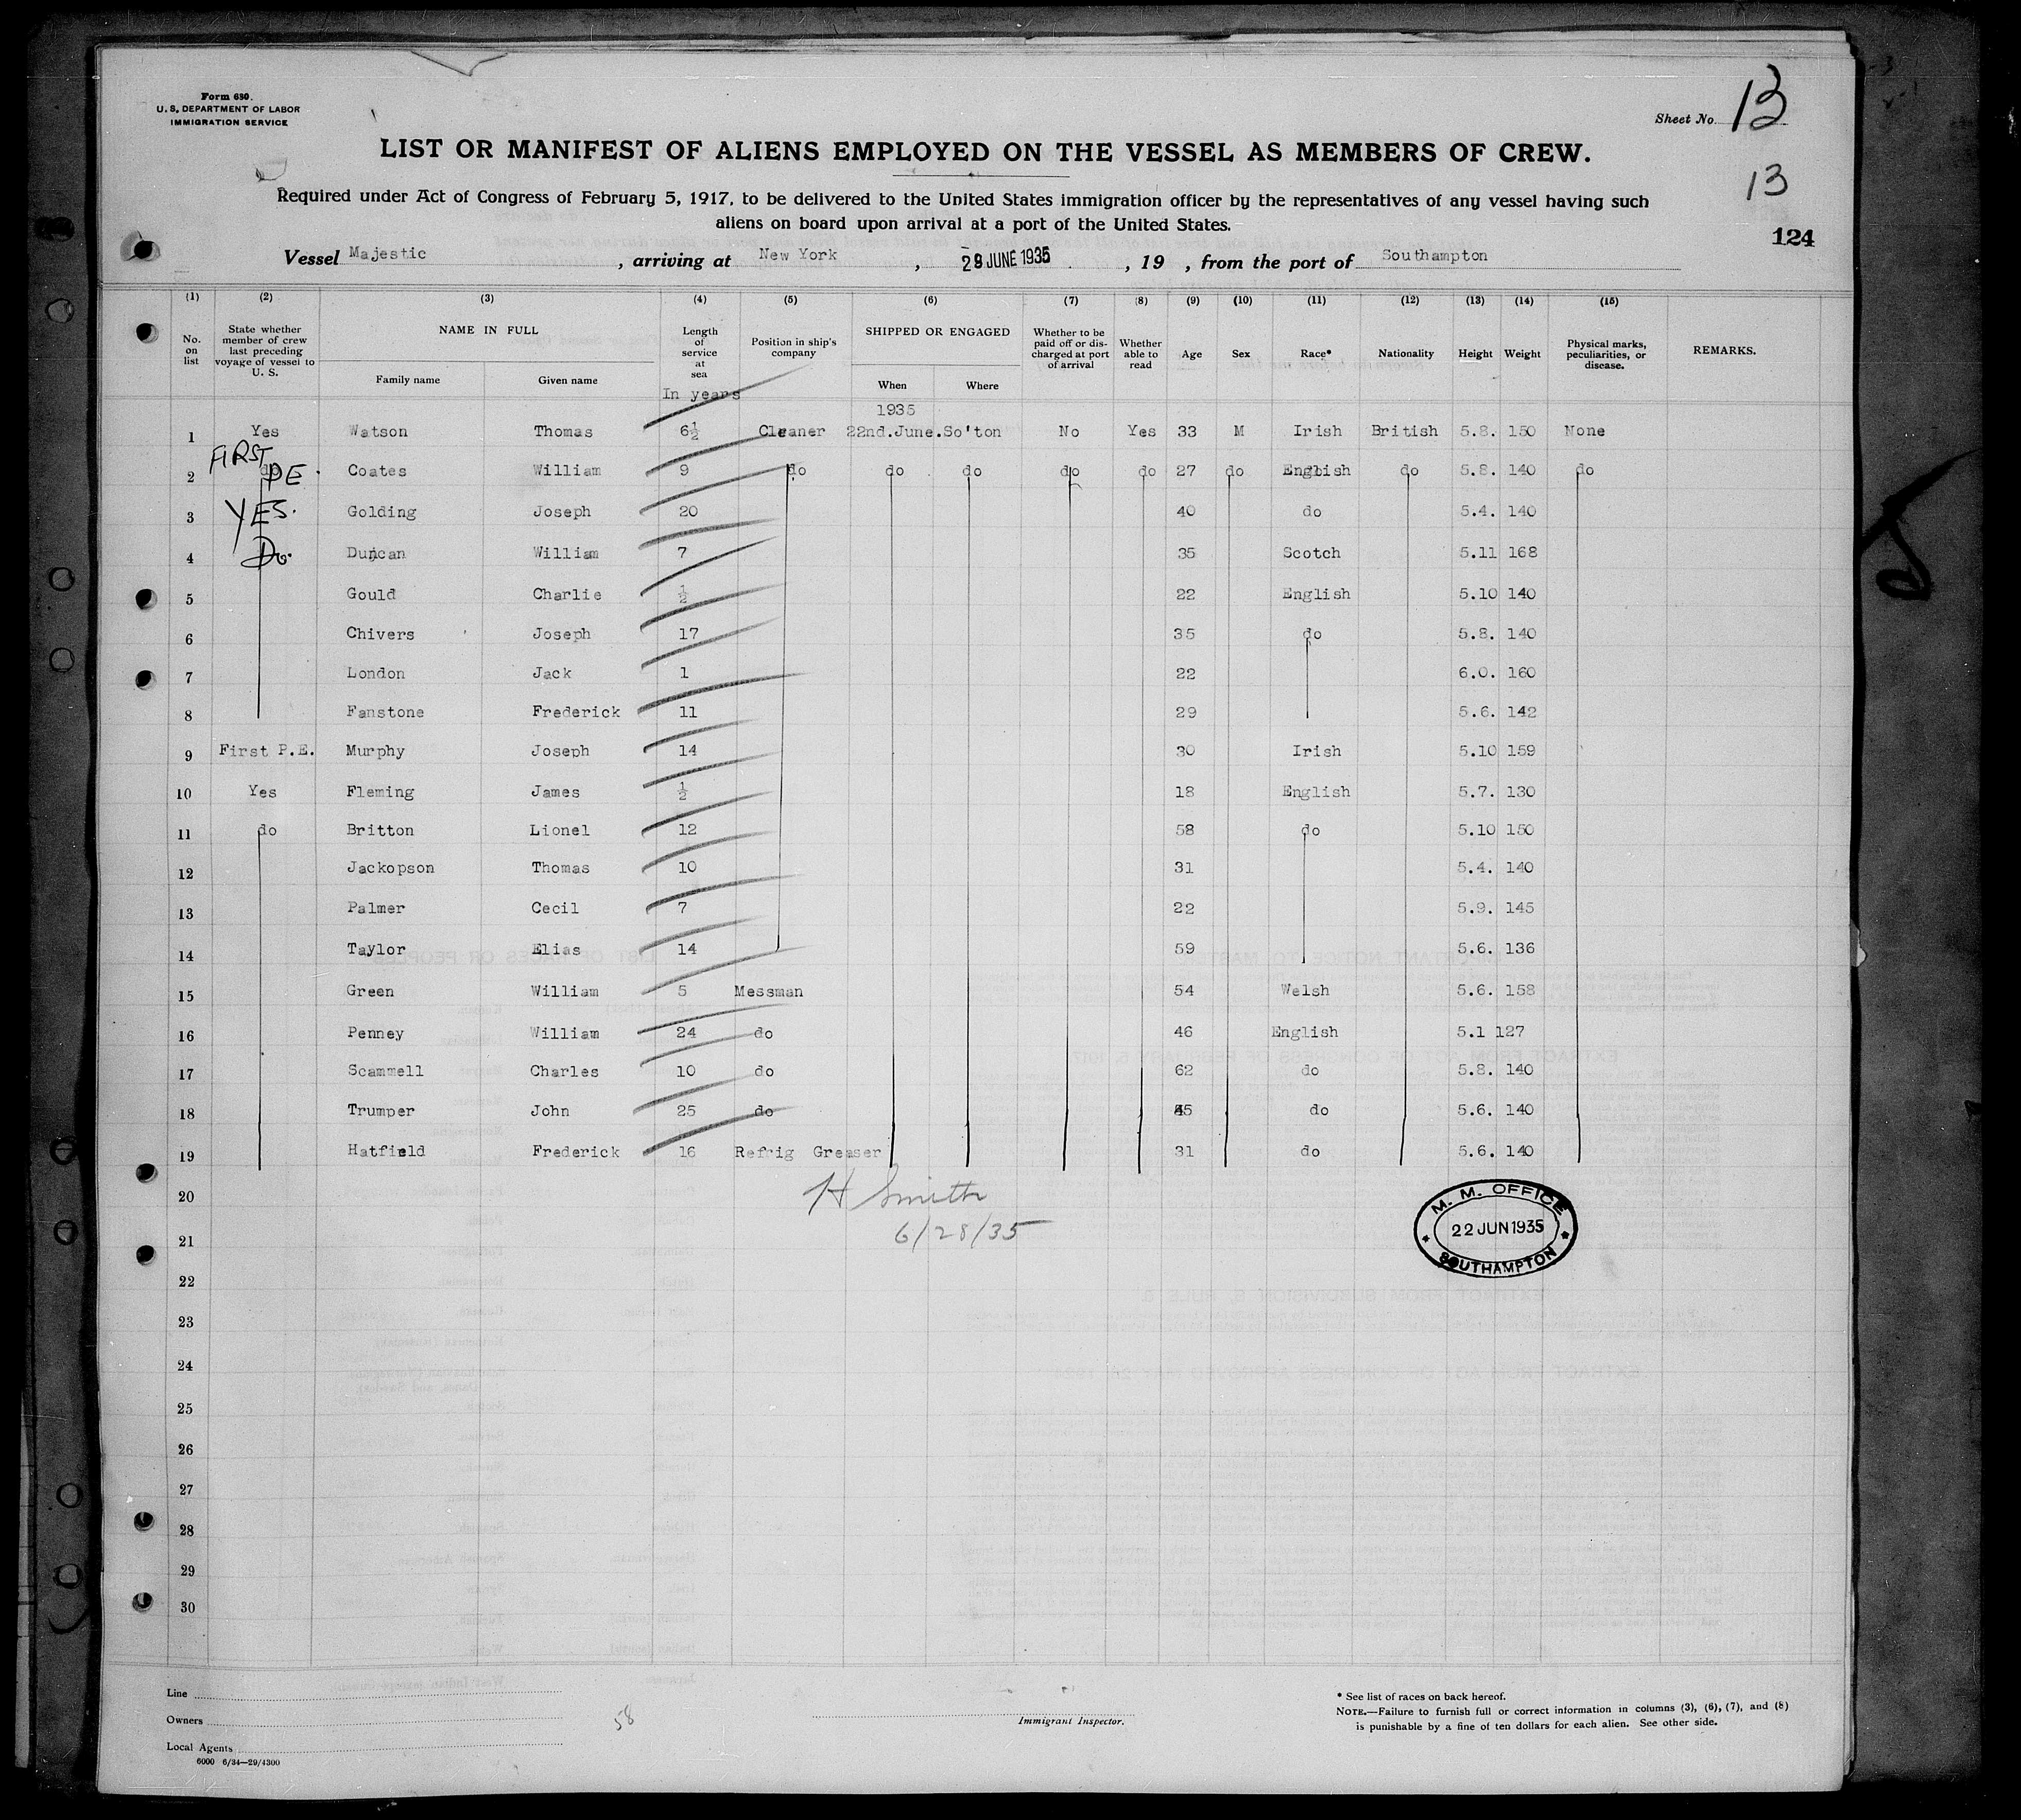 Form 680.
U. S. DEPARTMENT OF LABOR
IMMIGRATION SERVICE
Sheet No. 13
LIST OR MANIFEST OF ALIENS EMPLOYED ON THE VESSEL AS MEMBERS OF CREW.
13
Required under Act of Congress of February 5, 1917, to be delivered to the United States immigration officer by the representatives of any vessel having such
aliens on board upon arrival at a port of the United States.
124
Vessel Majestic, arriving at New York, 28 JUNE 1935, 19 , from the port of Southampton
(1) (2) (3) (4) (5) (6) (7) (8) (9) (10) (11) (12) (13) (14) (15)
No. on list State whether member of crew last preceding voyage of vessel to U. S. NAME IN FULL Family name Given name Length of service at sea Position in ship's company SHIPPED OR ENGAGED When Where Whether to be paid off or discharged at port of arrival Whether able to read Age Sex Race* Nationality Height Weight Physical marks, peculiarities, or disease. REMARKS.
In years 1935
1 Yes Watson Thomas 6½ Cleaner 22nd.June.So'ton No Yes 33 M Irish British 5.8. 150 None
2 do FIRST PE. Coates William 9 do do do do do 27 do English do 5.8. 140 do
3 YES. Golding Joseph 20 40 do 5.4. 140
4 Do. Duncan William 7 35 Scotch 5.11 168
5 Gould Charlie ½ 22 English 5.10 140
6 Chivers Joseph 17 35 do 5.8. 140
7 London Jack 1 22 6.0. 160
8 Fanstone Frederick 11 29 5.6. 142
9 First P.E. Murphy Joseph 14 30 Irish 5.10 159
10 Yes Fleming James ½ 18 English 5.7. 130
11 do Britton Lionel 12 58 do 5.10 150
12 Jackopson Thomas 10 31 5.4. 140
13 Palmer Cecil 7 22 5.9. 145
14 Taylor Elias 14 59 5.6. 136
15 Green William 5 Messman 54 Welsh 5.6. 158
16 Penney William 24 do 46 English 5.1 127
17 Scammell Charles 10 do 62 do 5.8. 140
18 Trumper John 25 do 45 do 5.6. 140
19 Hatfield Frederick 16 Refrig Greaser 31 do 5.6. 140
20
H Smith
6/28/35
M. M. OFFICE
22 JUN 1935
SOUTHAMPTON
21
22
23
24
25
26
27
28
29
30
Line
Owners
Local Agents
6000 6/34—29/4300
58
Immigrant Inspector.
* See list of races on back hereof.
NOTE.—Failure to furnish full or correct information in columns (3), (6), (7), and (8)
is punishable by a fine of ten dollars for each alien. See other side.